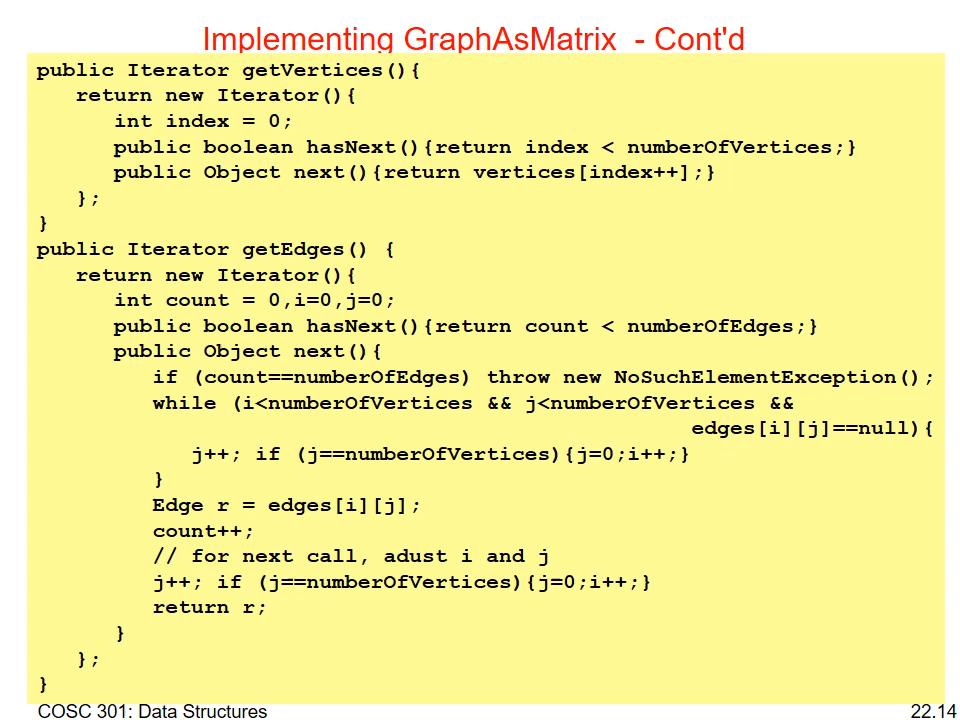 Implementing GraphAsMatrix - Cont'd
public Iterator getVertices(){
return new Iterator(){
int index = 0;
public boolean hasNext(){return index < numberOfVertices;}
public Object next(){return vertices[index++];}
};
}
public Iterator getEdges() {
return new Iterator(){
int count = 0,i=0,j=0;
public boolean hasNext(){return count < numberOfEdges;}
public Object next(){
if (count==numberOfEdges) throw new NoSuchElementException();
while (i<numberOfVertices && j<numberOfVertices &&
edges[i][j]==null){
j++; if (j==numberOfVertices){j=0;i++;}
}
Edge r = edges[i][j];
count++;
// for next call, adust i and j
j++; if (j==numberOfVertices){j=0;i++;}
return r;
}
};
}
COSC 301: Data Structures
22.14